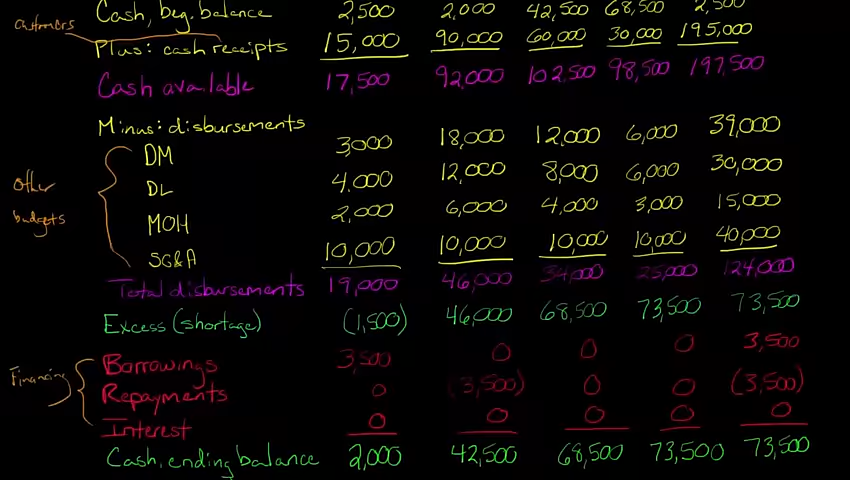 Cash, beg. balance 2,500 2,000 42,500 68,500 2,500
customers
Plus: cash receipts 15,000 90,000 60,000 30,000 195,000
Cash available 17,500 92,000 102,500 98,500 197,500
Minus: disbursements
DM 3,000 18,000 12,000 6,000 39,000
other budgets
DL 4,000 12,000 8,000 6,000 30,000
MOH 2,000 6,000 4,000 3,000 15,000
SG&A 10,000 10,000 10,000 10,000 40,000
Total disbursements 19,000 46,000 34,000 25,000 124,000
Excess (shortage) (1,500) 46,000 68,500 73,500 73,500
Financing
Borrowings 3,500 0 0 0 3,500
Repayments 0 (3,500) 0 0 (3,500)
Interest 0 0 0 0 0
Cash, ending balance 2,000 42,500 68,500 73,500 73,500